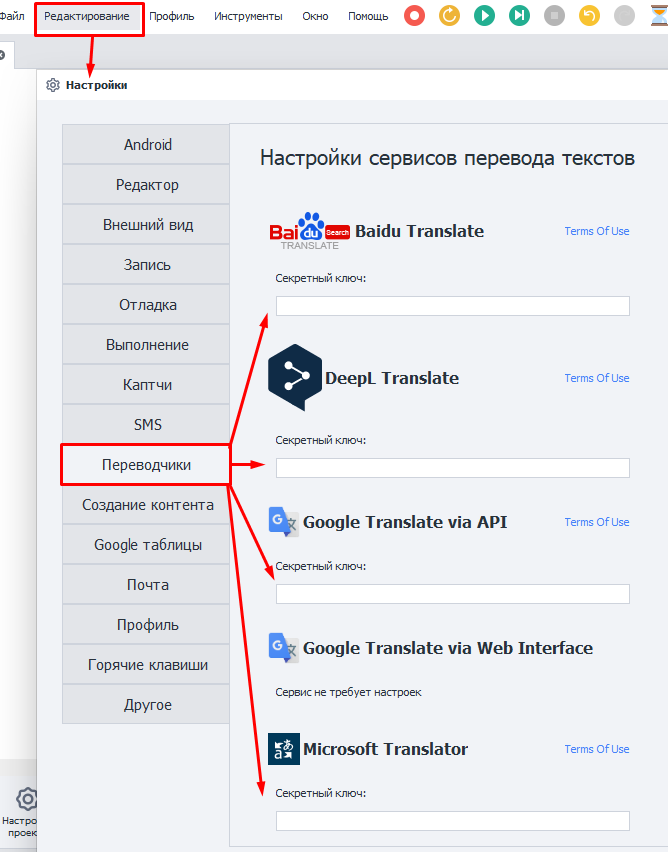 Файл Редактирование Профиль Инструменты Окно Помощь
Настройки
Android
Редактор
Внешний вид
Запись
Отладка
Выполнение
Каптчи
SMS
Переводчики
Создание контента
Google таблицы
Почта
Профиль
Горячие клавиши
Другое
Настройки сервисов перевода текстов
Bai du Search
TRANSLATE
Baidu Translate Terms Of Use
Секретный ключ:
DeepL Translate Terms Of Use
Секретный ключ:
Google Translate via API Terms Of Use
Секретный ключ:
Google Translate via Web Interface
Сервис не требует настроек
Microsoft Translator Terms Of Use
Секретный ключ:
Настро
проек